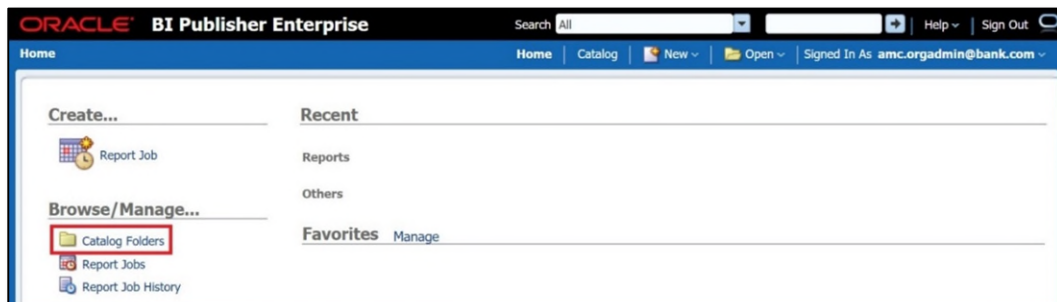 ORACLE BI Publisher Enterprise Search All Help Sign Out
Home Home Catalog New Open Signed In As amc.orgadmin@bank.com
Create... Recent
Report Job Reports
Others
Browse/Manage...
Favorites Manage
Catalog Folders
Report Jobs
Report Job History